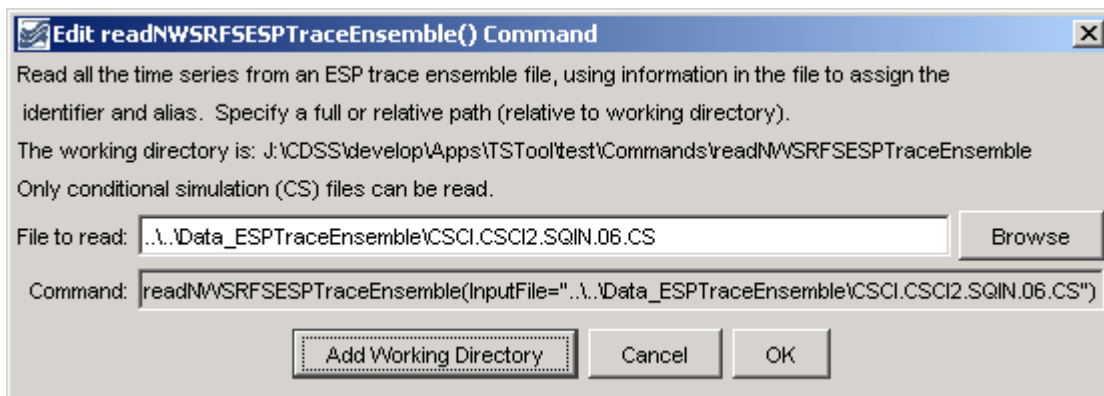 Edit readNWSRFSESPTraceEnsemble() Command
Read all the time series from an ESP trace ensemble file, using information in the file to assign the
identifier and alias. Specify a full or relative path (relative to working directory).
The working directory is: J:\CDSS\develop\Apps\TSTool\test\Commands\readNWSRFSESPTraceEnsemble
Only conditional simulation (CS) files can be read.
File to read: ..\..\Data_ESPTraceEnsemble\CSCI.CSCI2.SQIN.06.CS Browse
Command: readNWSRFSESPTraceEnsemble(InputFile="..\..\Data_ESPTraceEnsemble\CSCI.CSCI2.SQIN.06.CS")
Add Working Directory Cancel OK